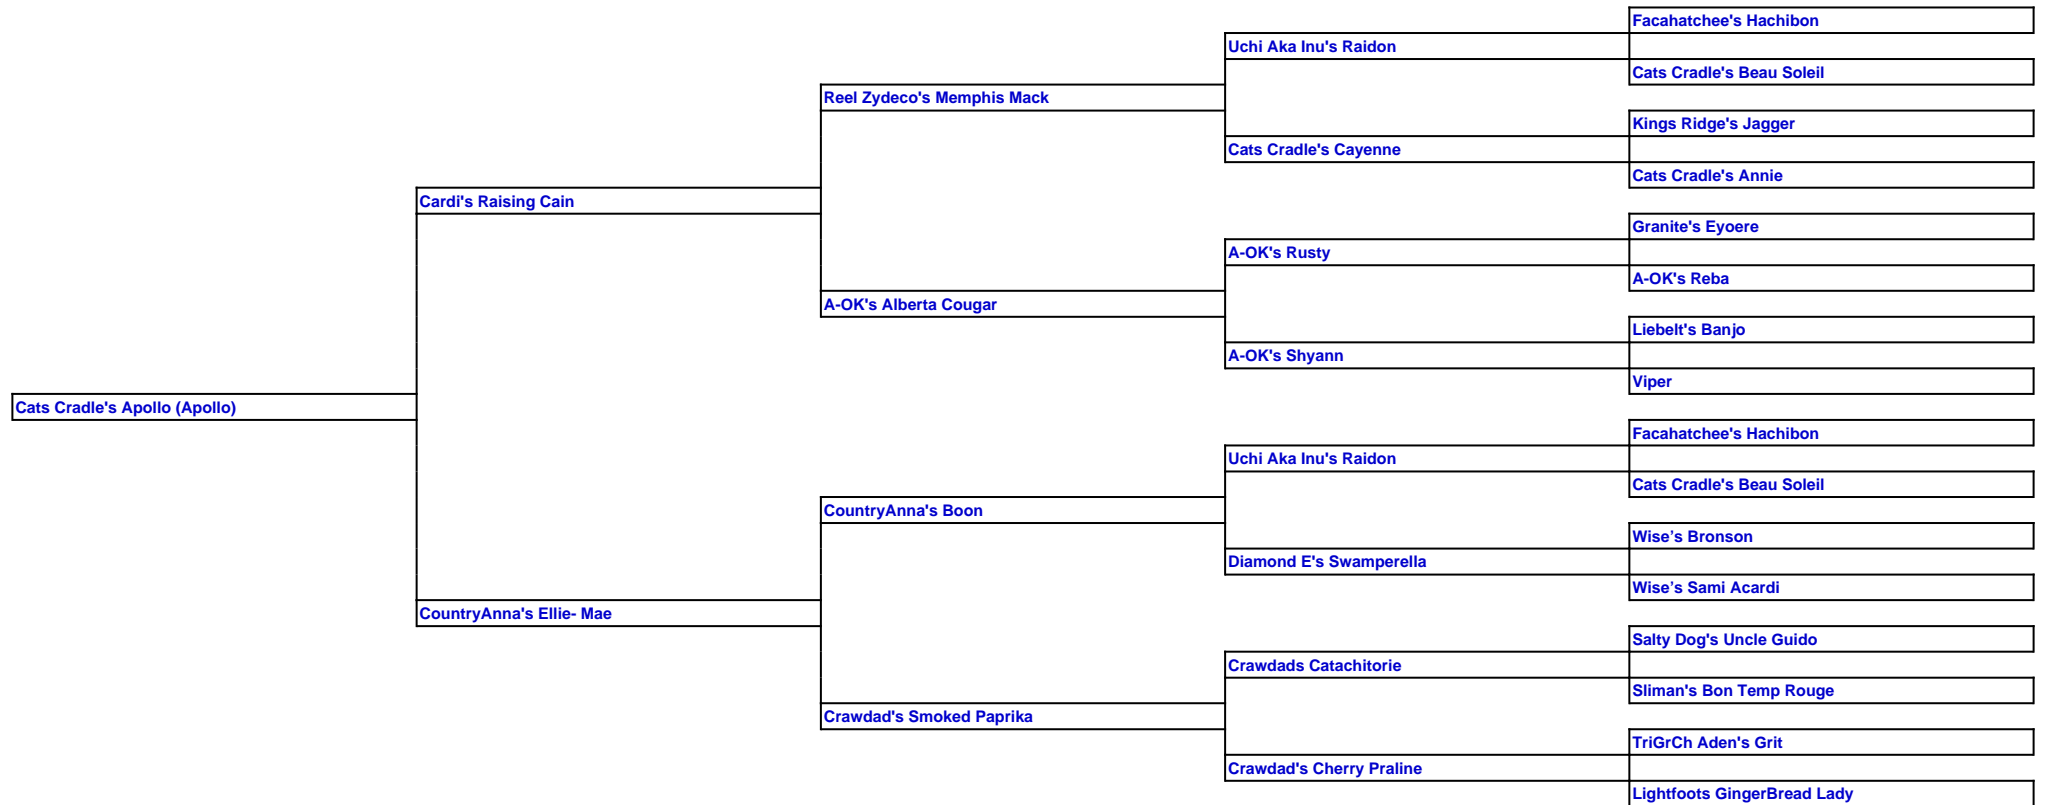 Facahatchee's Hachibon
Uchi Aka Inu's Raidon
Cats Cradle's Beau Soleil
Reel Zydeco's Memphis Mack
Kings Ridge's Jagger
Cats Cradle's Cayenne
Cats Cradle's Annie
Cardi's Raising Cain
Granite's Eyoere
A-OK's Rusty
A-OK's Reba
A-OK's Alberta Cougar
Liebelt's Banjo
A-OK's Shyann
Viper
Cats Cradle's Apollo (Apollo)
Facahatchee's Hachibon
Uchi Aka Inu's Raidon
Cats Cradle's Beau Soleil
CountryAnna's Boon
Wise’s Bronson
Diamond E's Swamperella
Wise’s Sami Acardi
CountryAnna's Ellie- Mae
Salty Dog's Uncle Guido
Crawdads Catachitorie
Sliman's Bon Temp Rouge
Crawdad's Smoked Paprika
TriGrCh Aden's Grit
Crawdad's Cherry Praline
Lightfoots GingerBread Lady